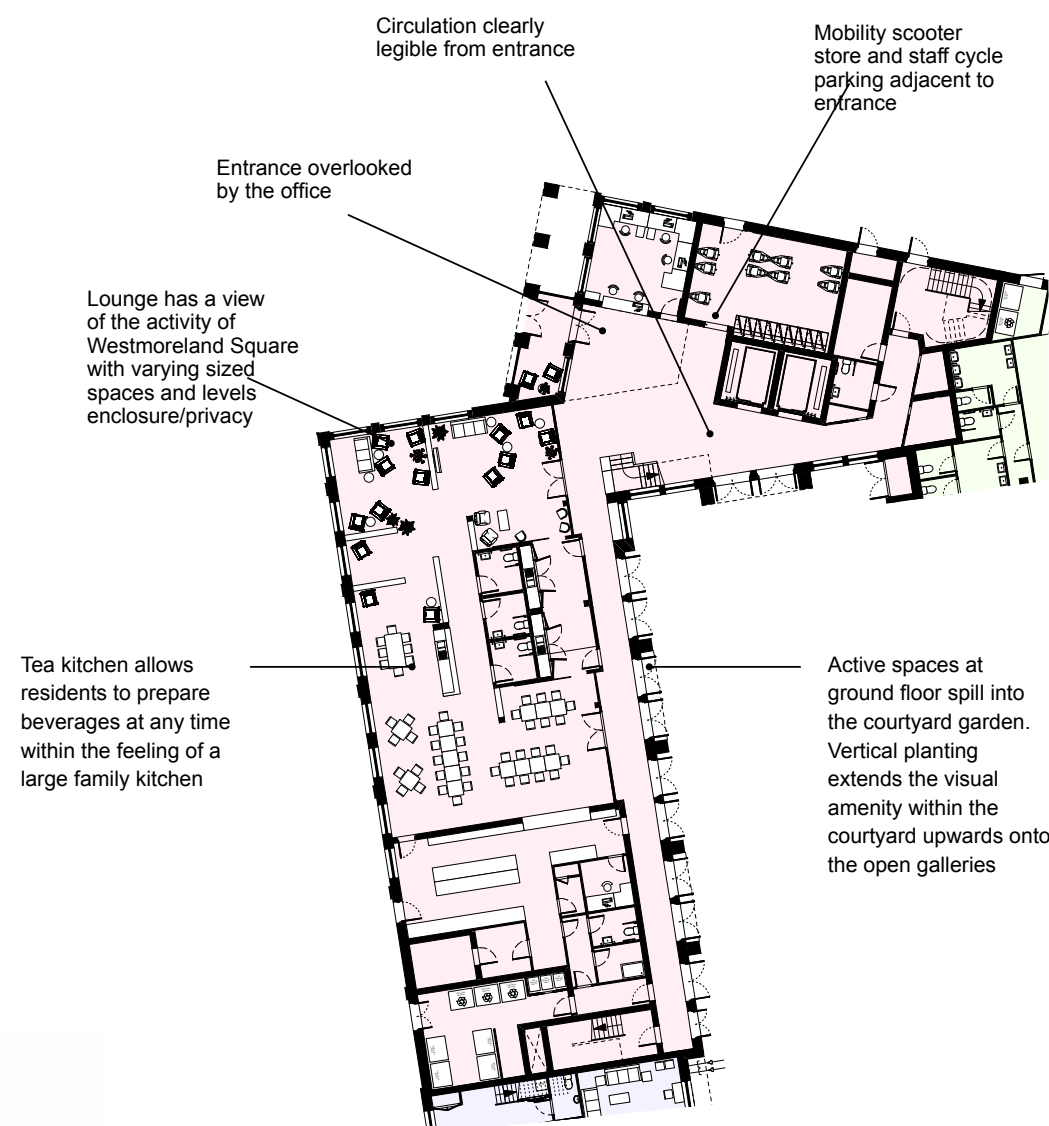 Circulation clearly
legible from entrance
Mobility scooter
store and staff cycle
parking adjacent to
entrance
Entrance overlooked
by the office
Lounge has a view
of the activity of
Westmoreland Square
with varying sized
spaces and levels
enclosure/privacy
Tea kitchen allows
residents to prepare
beverages at any time
within the feeling of a
large family kitchen
Active spaces at
ground floor spill into
the courtyard garden.
Vertical planting
extends the visual
amenity within the
courtyard upwards onto
the open galleries